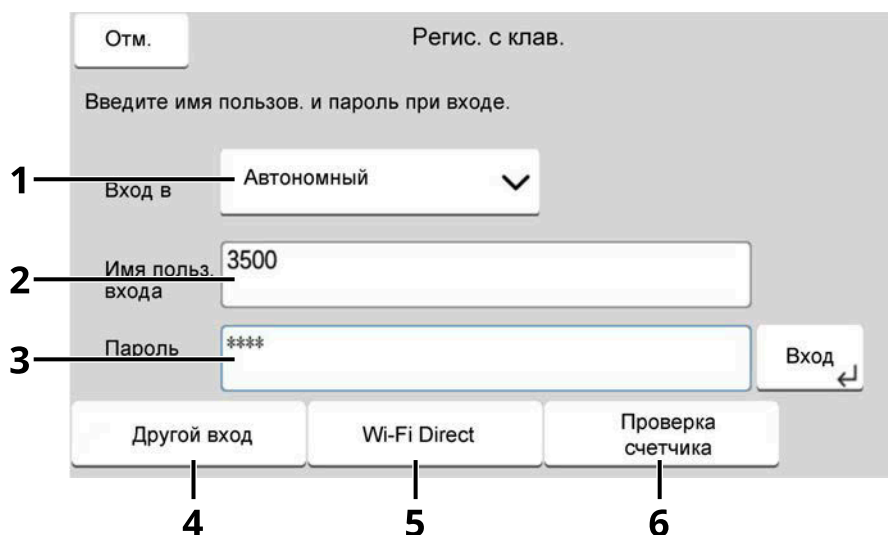 Отм.
Регис. с клав.
Введите имя пользов. и пароль при входе.
1
Вход в
Автономный
2
Имя польз.
входа
3500
3
Пароль
****
Вход
Другой вход
Wi-Fi Direct
Проверка
счетчика
4
5
6